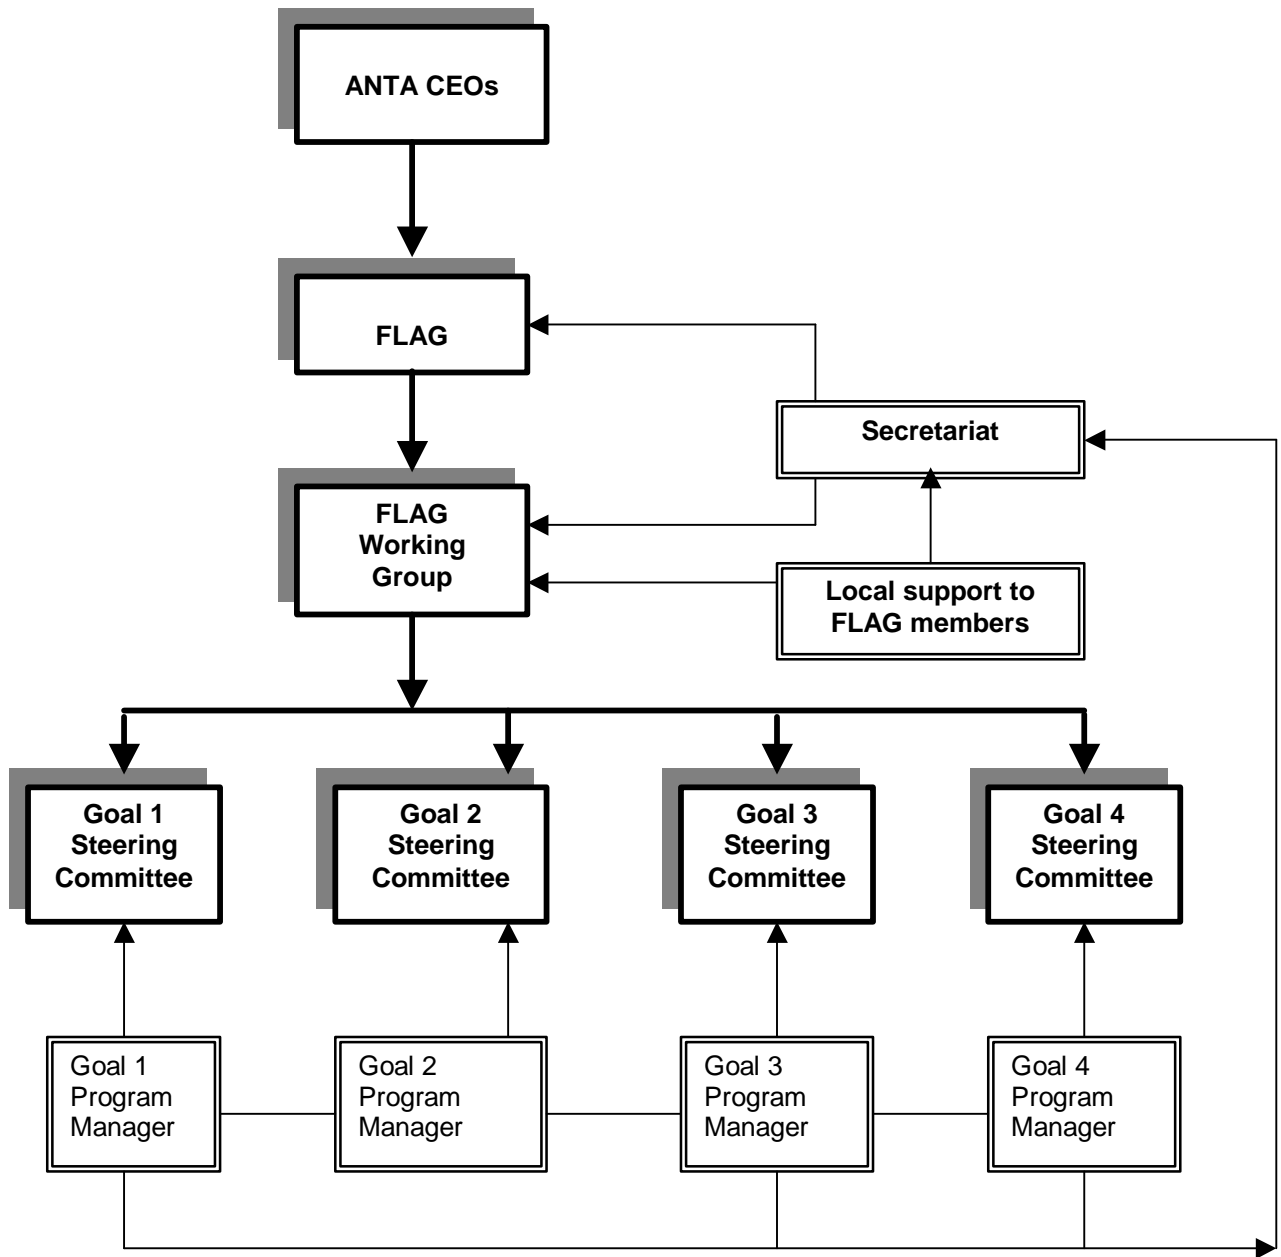 ANTA CEOs
FLAG
Secretariat
FLAG
Working
Group
Local support to
FLAG members
Goal 1
Steering
Committee
Goal 2
Steering
Committee
Goal 3
Steering
Committee
Goal 4
Steering
Committee
Goal 1
Program
Manager
Goal 2
Program
Manager
Goal 3
Program
Manager
Goal 4
Program
Manager